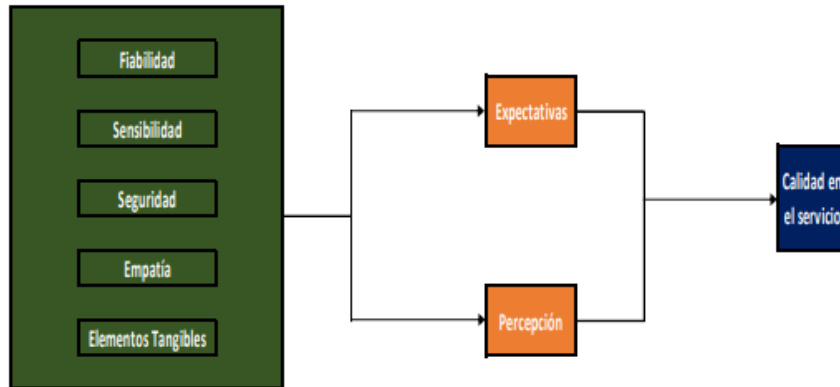 Fiabilidad
Sensibilidad
Seguridad
Empatía
Elementos Tangibles
Expectativas
Percepción
Calidad en
el servicio